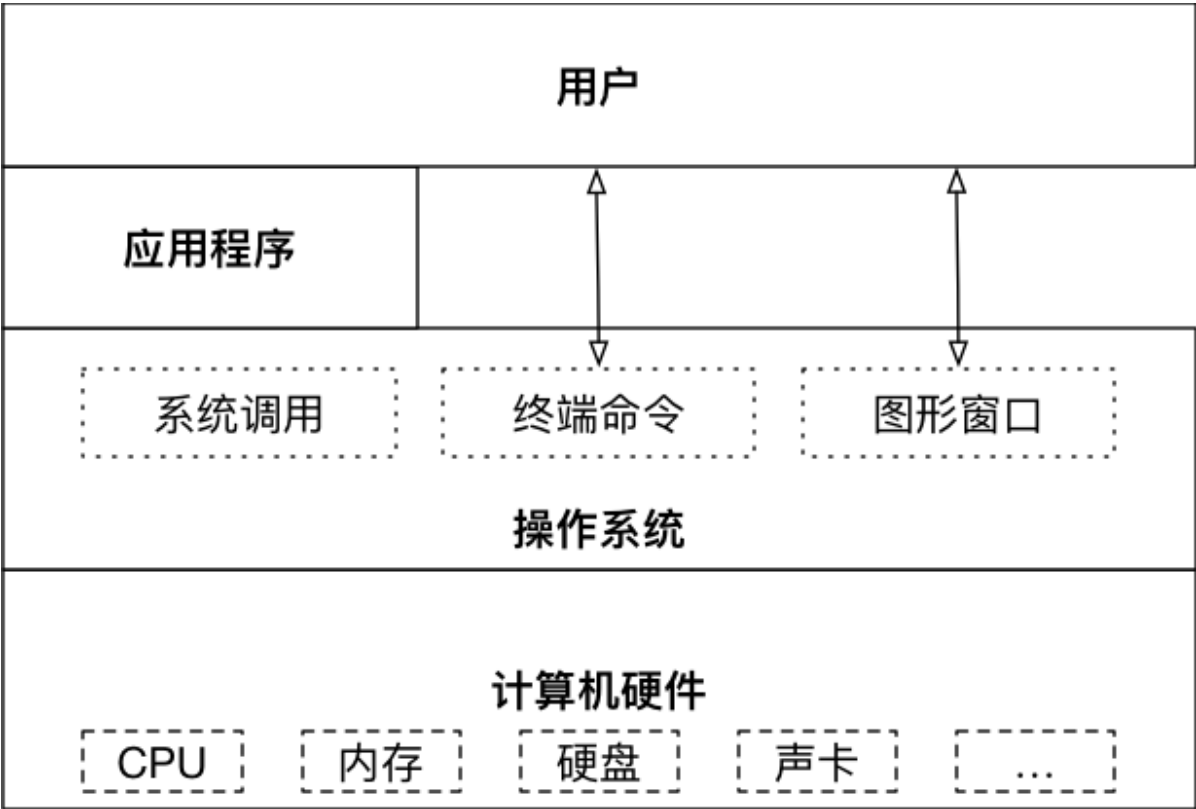 用户
应用程序
系统调用 终端命令 图形窗口
操作系统
计算机硬件
CPU 内存 硬盘 声卡 ...